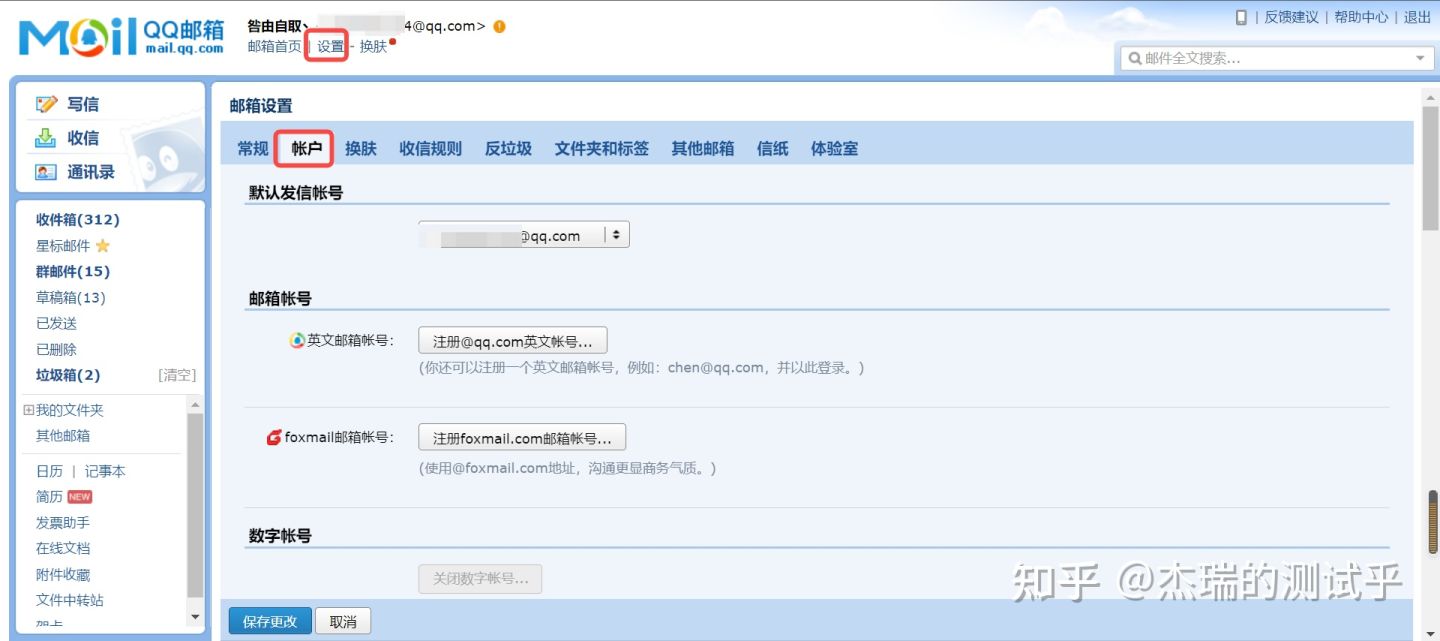 MOil QQ邮箱 mail.qq.com
咎由自取、 4@qq.com>
邮箱首页 | 设置 - 换肤
| 反馈建议 | 帮助中心 | 退出
邮件全文搜索...
写信
收信
通讯录
收件箱(312)
星标邮件
群邮件(15)
草稿箱(13)
已发送
已删除
垃圾箱(2) [清空]
我的文件夹
其他邮箱
日历 | 记事本
简历 NEW
发票助手
在线文档
附件收藏
文件中转站
贺卡
邮箱设置
常规 帐户 换肤 收信规则 反垃圾 文件夹和标签 其他邮箱 信纸 体验室
默认发信帐号
@qq.com
邮箱帐号
英文邮箱帐号： 注册@qq.com英文帐号...
(你还可以注册一个英文邮箱帐号，例如：chen@qq.com，并以此登录。)
foxmail邮箱帐号： 注册foxmail.com邮箱帐号...
(使用@foxmail.com地址，沟通更显商务气质。)
数字帐号
关闭数字帐号...
保存更改 取消
知乎 @杰瑞的测试乎